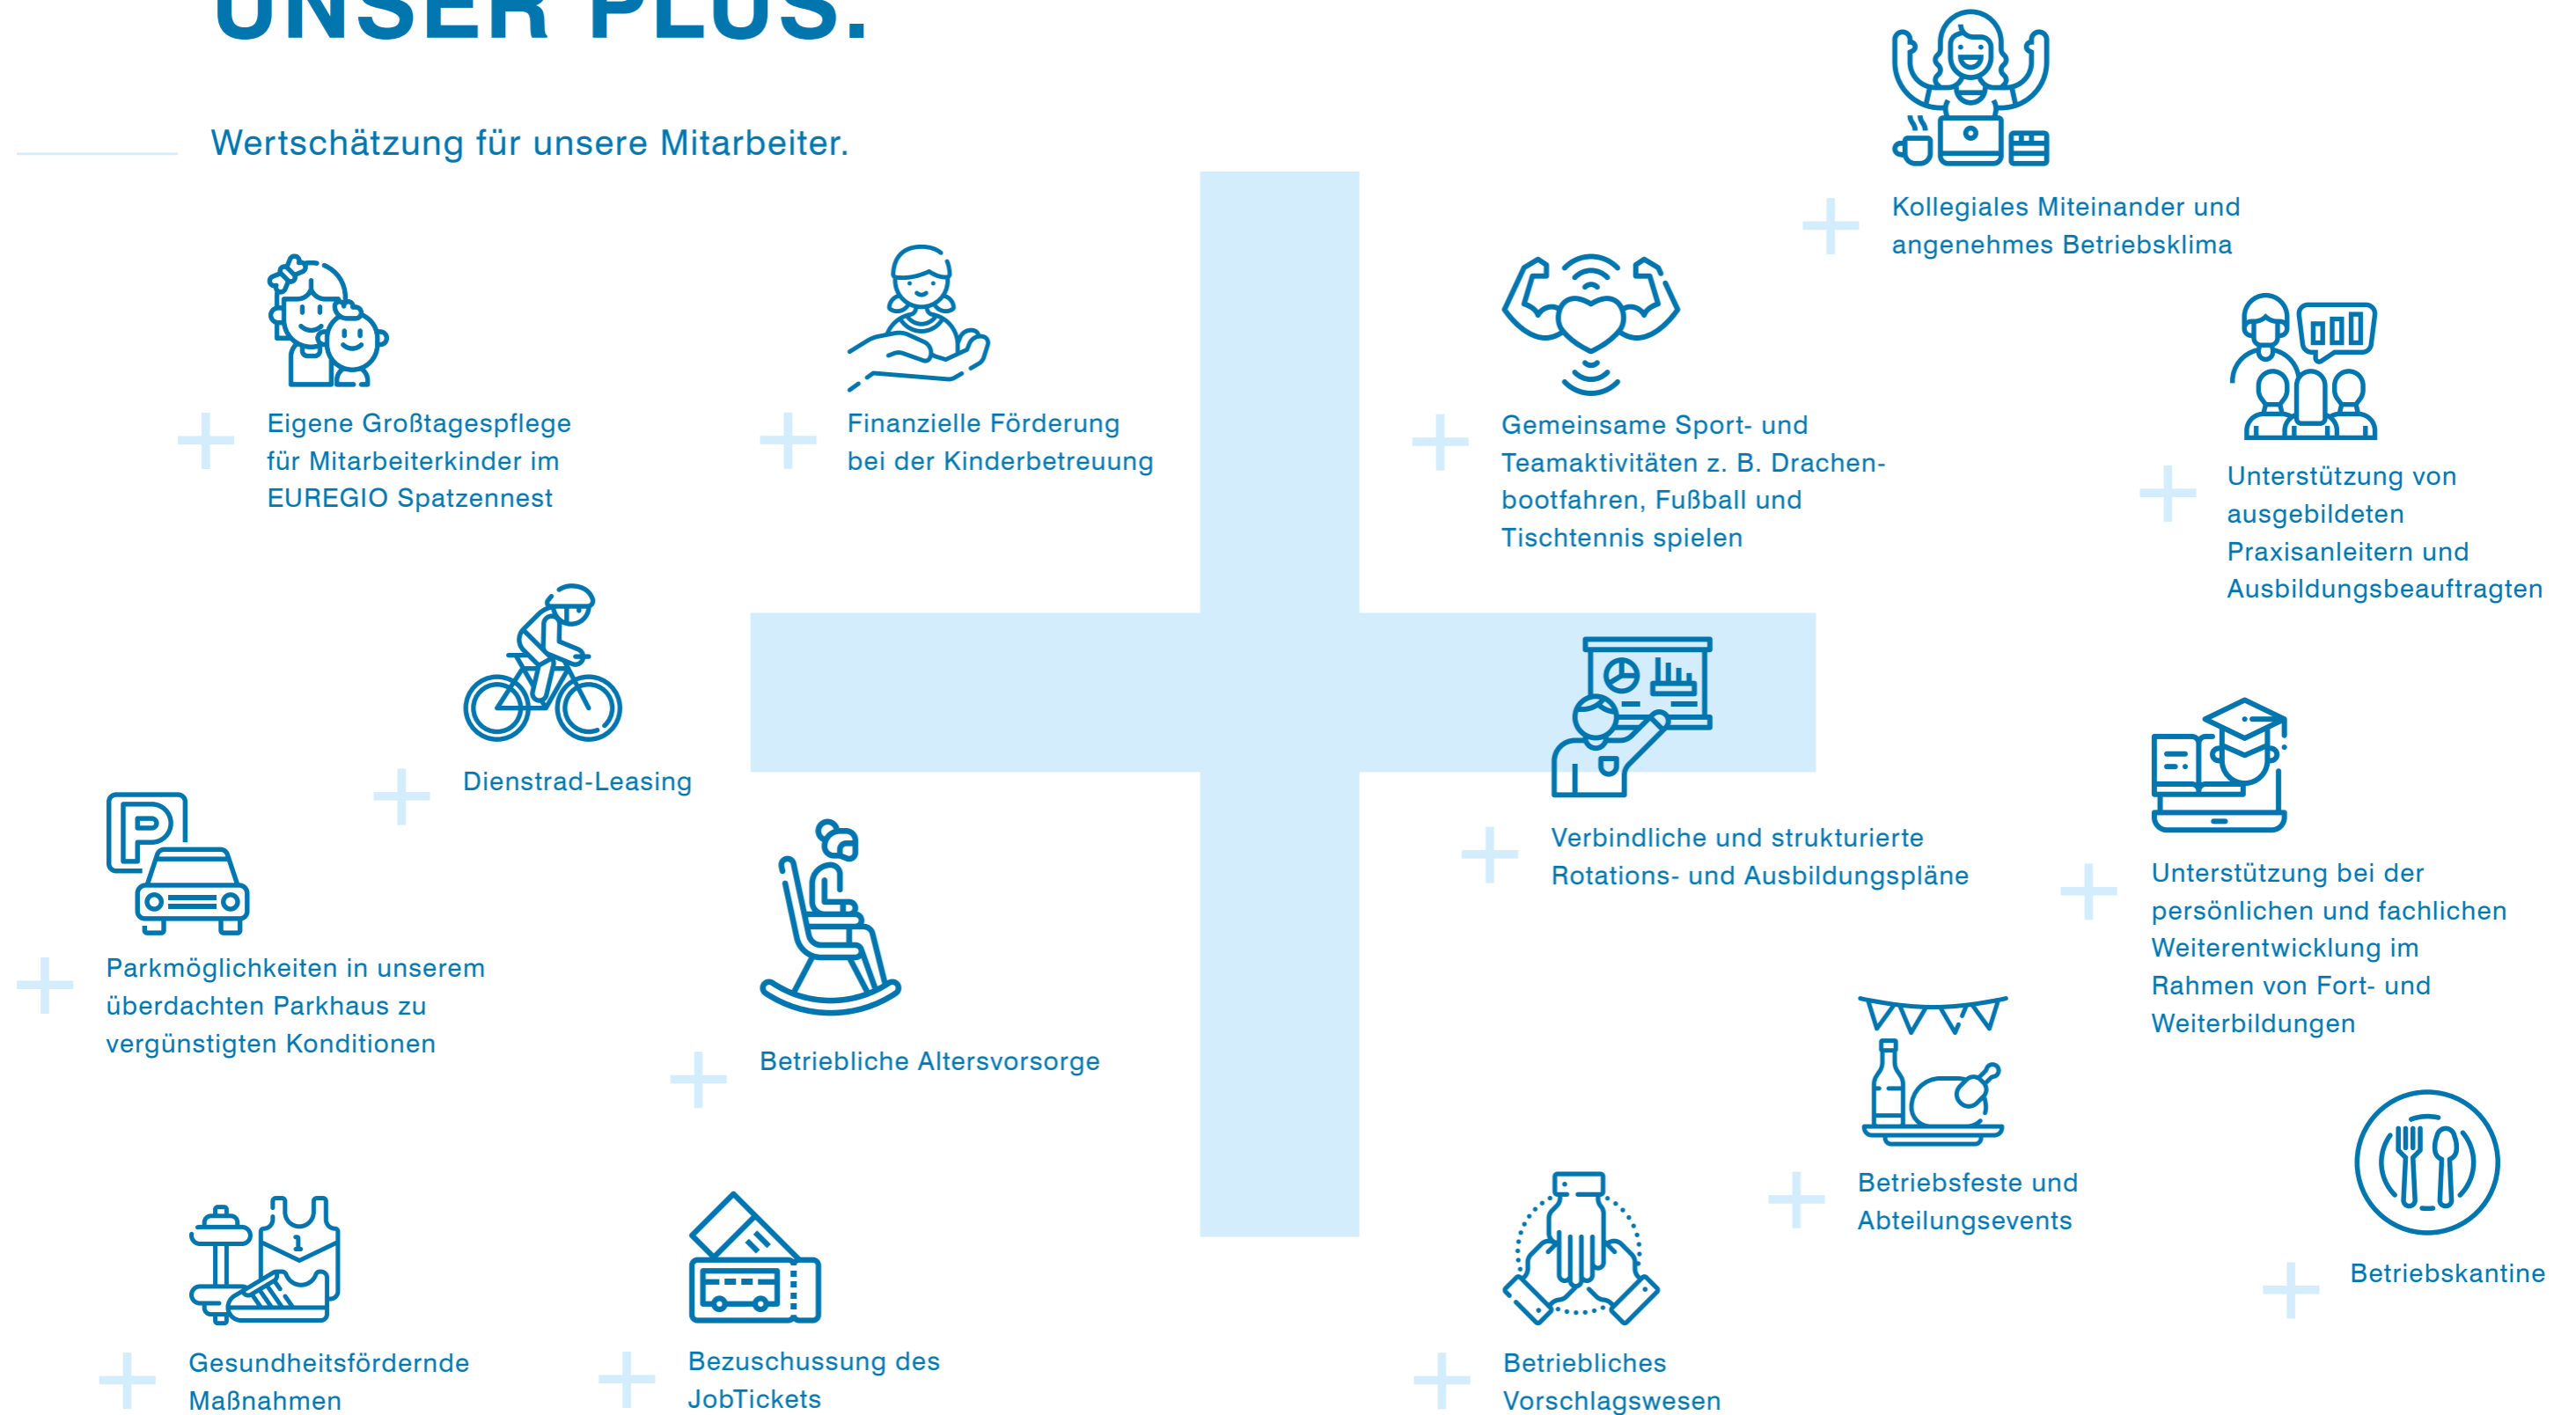 UNSER PLUS.
Wertschätzung für unsere Mitarbeiter.
Eigene Großtagespflege
für Mitarbeiterkinder im
EUREGIO Spatzennest
Finanzielle Förderung
bei der Kinderbetreuung
Dienstrad-Leasing
P
Parkmöglichkeiten in unserem
überdachten Parkhaus zu
vergünstigten Konditionen
Betriebliche Altersvorsorge
1
Gesundheitsfördernde
Maßnahmen
Bezuschussung des
JobTickets
Kollegiales Miteinander und
angenehmes Betriebsklima
Gemeinsame Sport- und
Teamaktivitäten z. B. Drachen-
bootfahren, Fußball und
Tischtennis spielen
Unterstützung von
ausgebildeten
Praxisanleitern und
Ausbildungsbeauftragten
Verbindliche und strukturierte
Rotations- und Ausbildungspläne
Unterstützung bei der
persönlichen und fachlichen
Weiterentwicklung im
Rahmen von Fort- und
Weiterbildungen
Betriebsfeste und
Abteilungsevents
Betriebskantine
Betriebliches
Vorschlagswesen